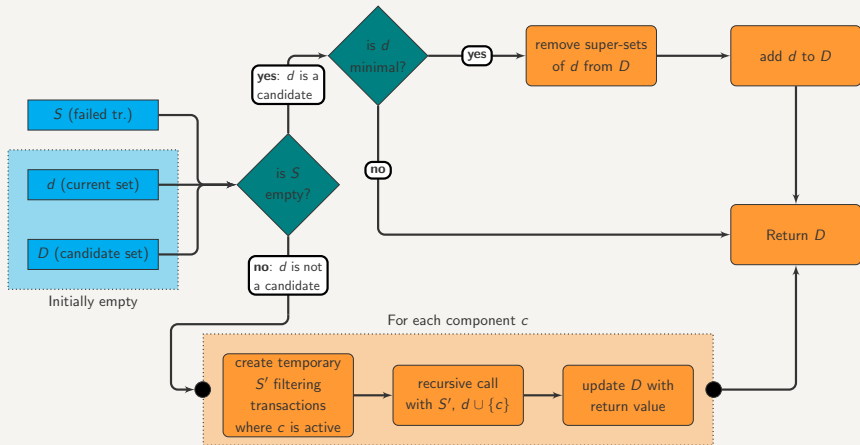 is d
minimal?
yes
remove super-sets
of d from D
add d to D
yes: d is a
candidate
S (failed tr.)
d (current set)
is S
empty?
D (candidate set)
Initially empty
no
Return D
no: d is not
a candidate
For each component c
create temporary
S′ filtering
transactions
where c is active
recursive call
with S′, d ∪ {c}
update D with
return value